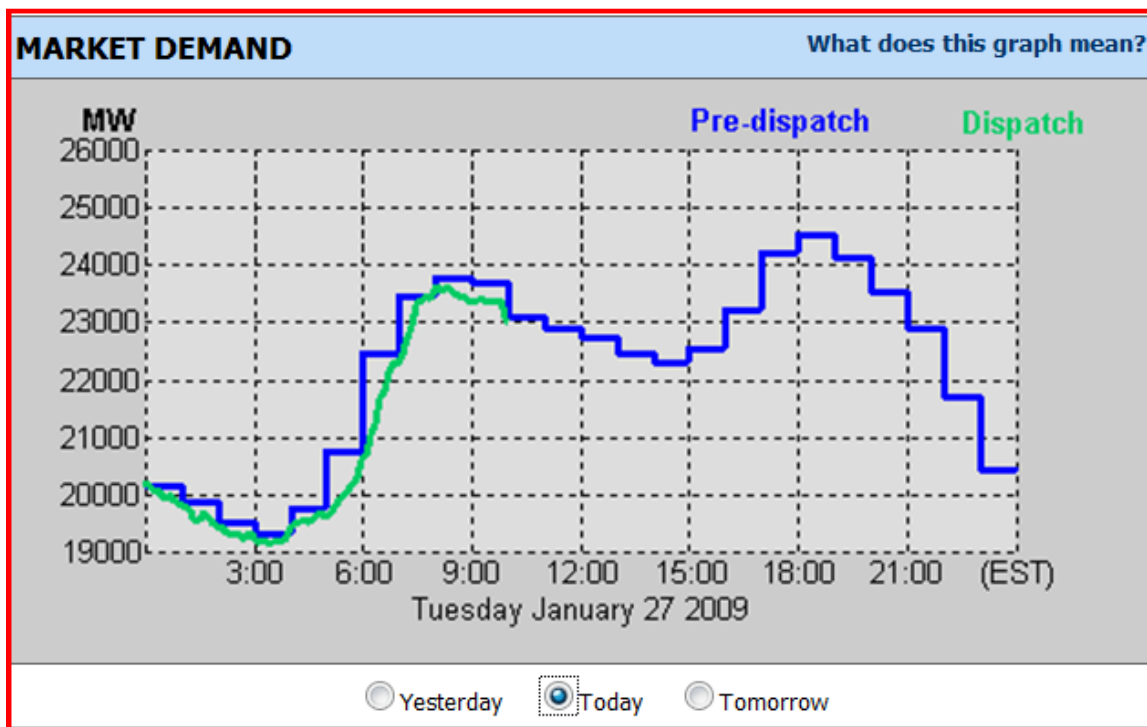 MARKET DEMAND
What does this graph mean?
MW
Pre-dispatch
Dispatch
26000
25000
24000
23000
22000
21000
20000
19000
3:00 6:00 9:00 12:00 15:00 18:00 21:00 (EST)
Tuesday January 27 2009
Yesterday Today Tomorrow